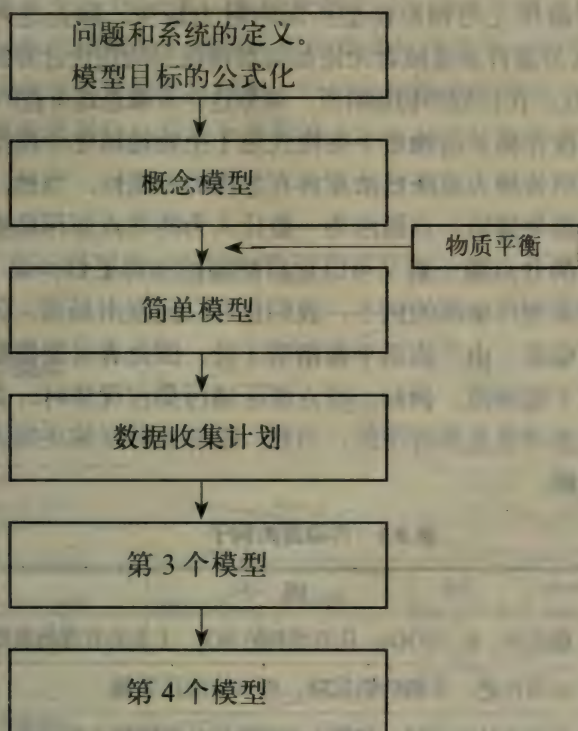 问题和系统的定义。
模型目标的公式化
概念模型
物质平衡
简单模型
数据收集计划
第3个模型
第4个模型